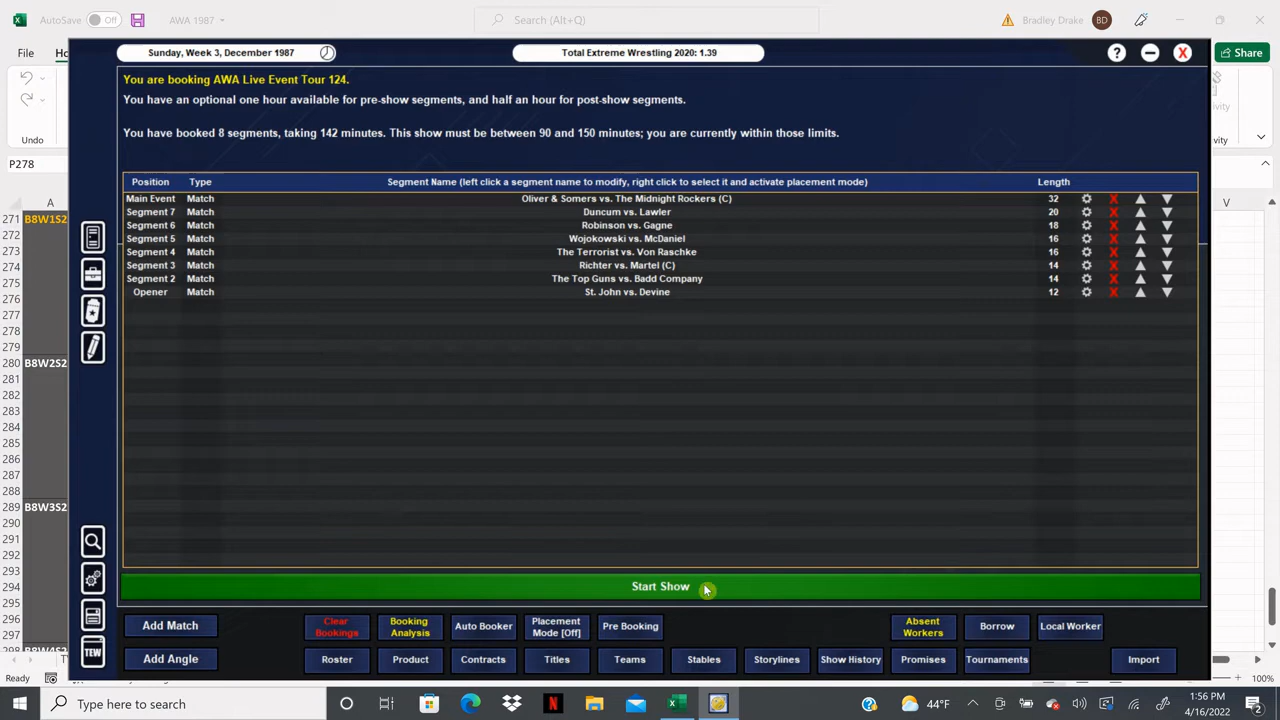 AutoSave Off
AWA 1987
Search (Alt+Q)
Bradley Drake BD
File
Ho
Share
Undo
P278
Sunday, Week 3, December 1987
Total Extreme Wrestling 2020: 1.39
? X
You are booking AWA Live Event Tour 124.
You have an optional one hour available for pre-show segments, and half an hour for post-show segments.
You have booked 8 segments, taking 142 minutes. This show must be between 90 and 150 minutes; you are currently within those limits.
Position Type Segment Name (left click a segment name to modify, right click to select it and activate placement mode) Length
Main Event Match Oliver & Somers vs. The Midnight Rockers (C) 32 X
Segment 7 Match Duncum vs. Lawler 20 X
Segment 6 Match Robinson vs. Gagne 18 X
Segment 5 Match Wojokowski vs. McDaniel 16 X
Segment 4 Match The Terrorist vs. Von Raschke 16 X
Segment 3 Match Richter vs. Martel (C) 14 X
Segment 2 Match The Top Guns vs. Badd Company 14 X
Opener Match St. John vs. Devine 12 X
Start Show
Add Match
Clear Bookings
Booking Analysis
Auto Booker
Placement Mode [Off]
Pre Booking
Absent Workers
Borrow
Local Worker
Add Angle
Roster
Product
Contracts
Titles
Teams
Stables
Storylines
Show History
Promises
Tournaments
Import
TEW
A
V
271 B8W1S2
272
273
274
275
276
277
278
279
280 B8W2S2
281
282
283
284
285
286
287
288
289 B8W3S2
290
291
292
293
294
295
296
297
ivity
ity
Ready
100%
Type here to search
44°F
1:56 PM
4/16/2022
2